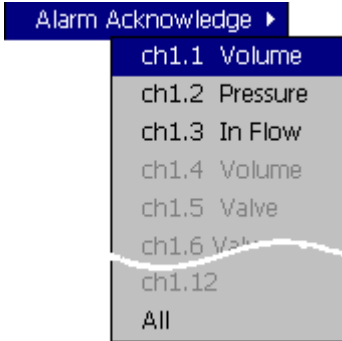 Alarm Acknowledge
ch1.1 Volume
ch1.2 Pressure
ch1.3 In Flow
ch1.4 Volume
ch1.5 Valve
ch1.6
ch1.12
All